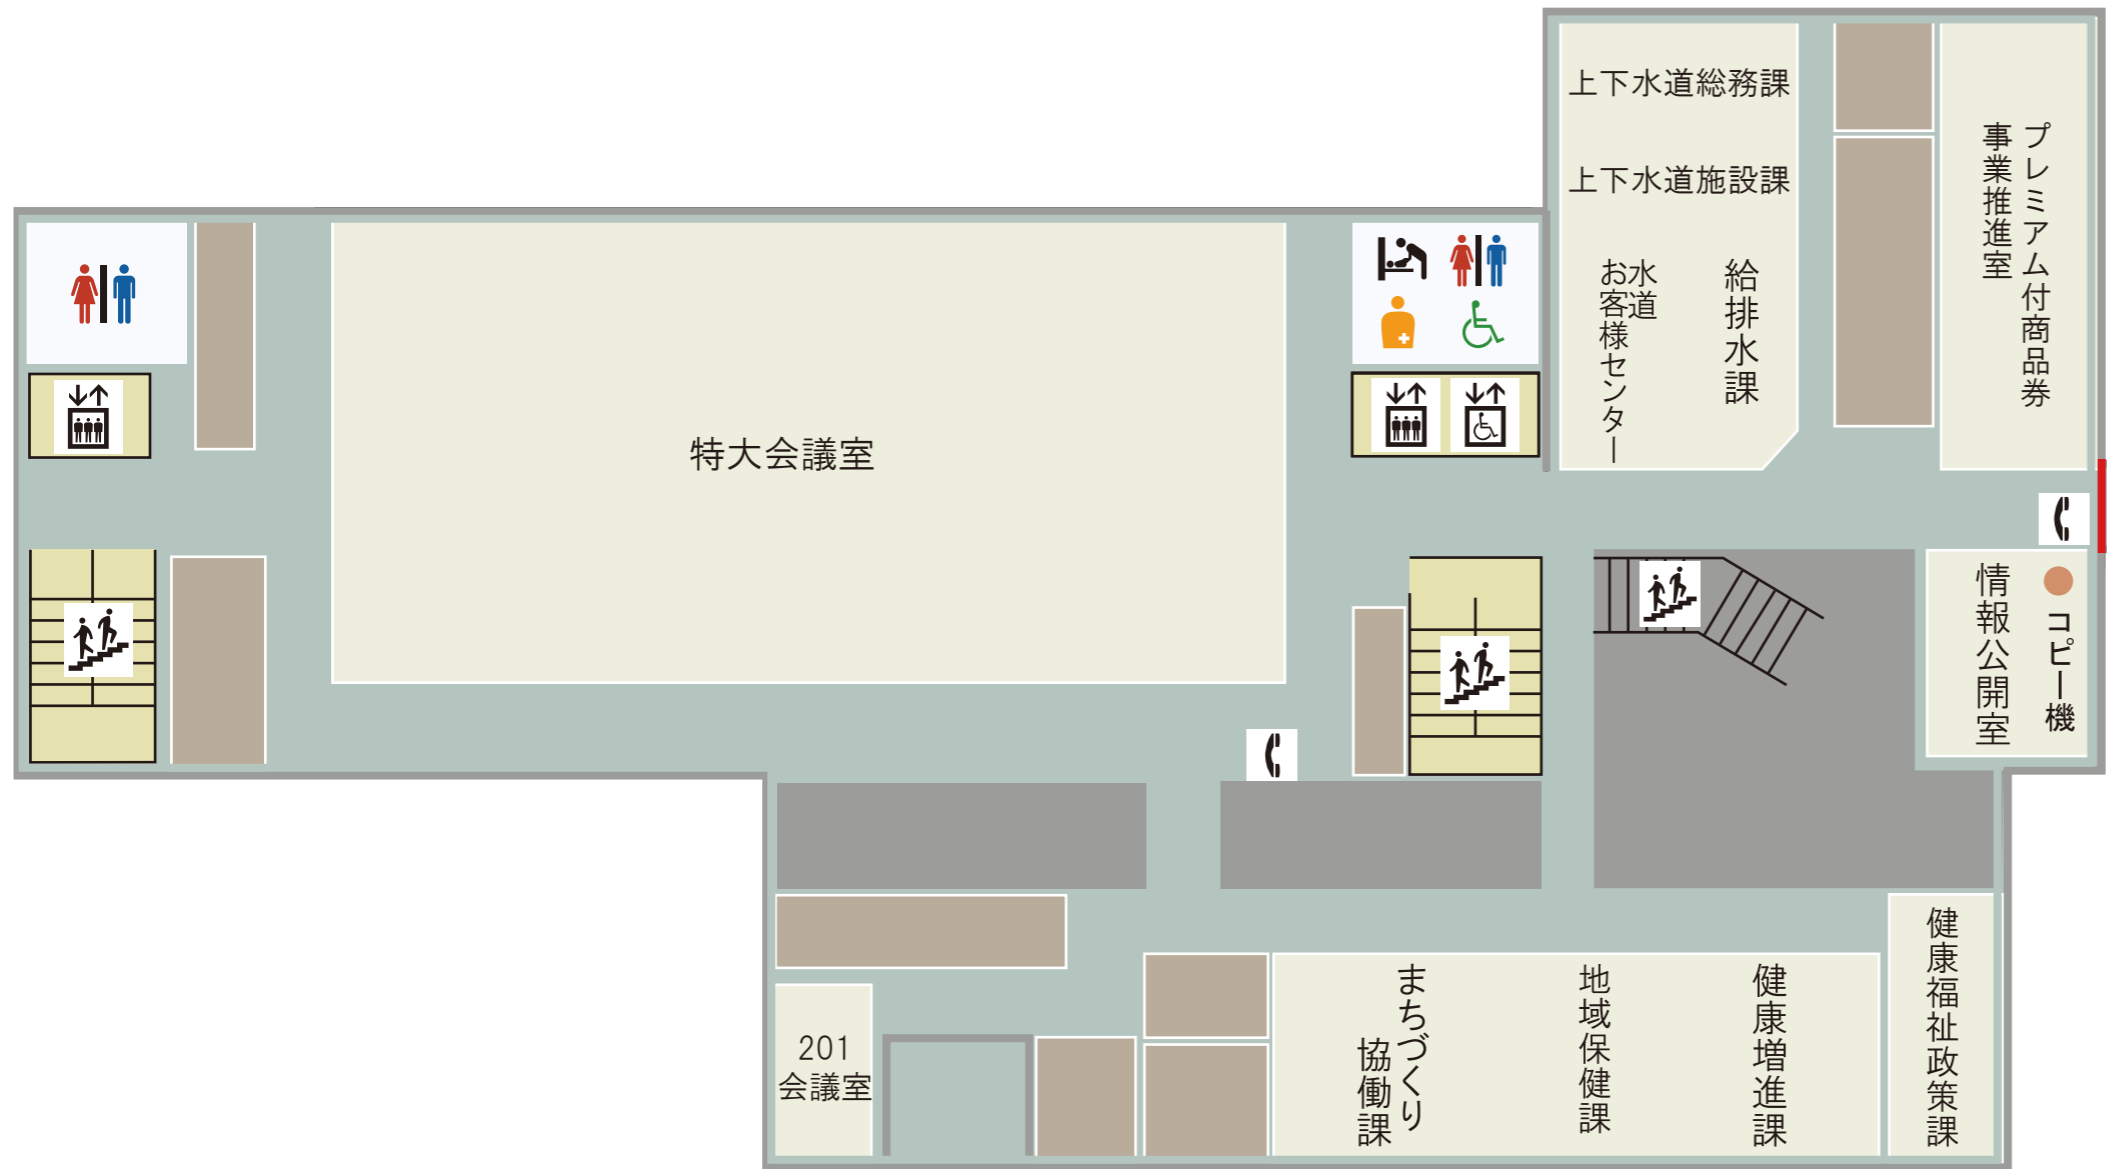 上下水道総務課
上下水道施設課
水道
お客様センター
給排水課
プレミアム付商品券
事業推進室
特大会議室
情報公開室
コピー機
201
会議室
まちづくり
協働課
地域保健課
健康増進課
健康福祉政策課